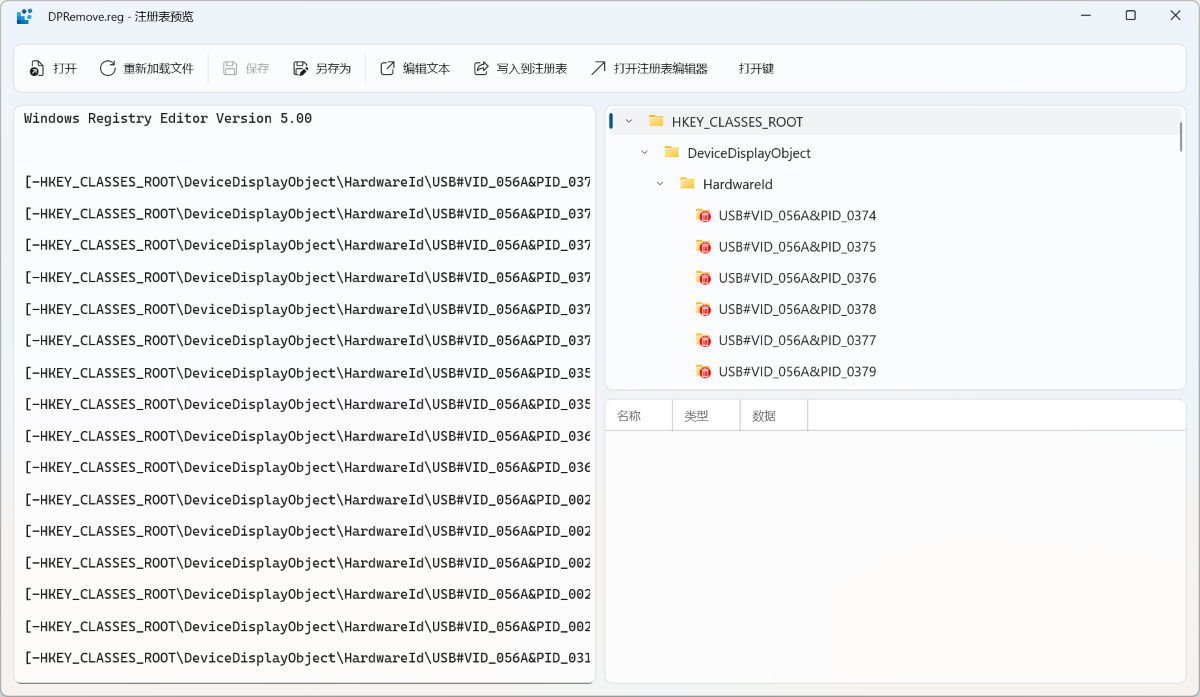 DPRemove.reg - 注册表预览
打开 重新加载文件 保存 另存为 编辑文本 写入到注册表 打开注册表编辑器 打开键
Windows Registry Editor Version 5.00
[-HKEY_CLASSES_ROOT\DeviceDisplayObject\HardwareId\USB#VID_056A&PID_037
[-HKEY_CLASSES_ROOT\DeviceDisplayObject\HardwareId\USB#VID_056A&PID_037
[-HKEY_CLASSES_ROOT\DeviceDisplayObject\HardwareId\USB#VID_056A&PID_037
[-HKEY_CLASSES_ROOT\DeviceDisplayObject\HardwareId\USB#VID_056A&PID_037
[-HKEY_CLASSES_ROOT\DeviceDisplayObject\HardwareId\USB#VID_056A&PID_037
[-HKEY_CLASSES_ROOT\DeviceDisplayObject\HardwareId\USB#VID_056A&PID_037
[-HKEY_CLASSES_ROOT\DeviceDisplayObject\HardwareId\USB#VID_056A&PID_035
[-HKEY_CLASSES_ROOT\DeviceDisplayObject\HardwareId\USB#VID_056A&PID_035
[-HKEY_CLASSES_ROOT\DeviceDisplayObject\HardwareId\USB#VID_056A&PID_036
[-HKEY_CLASSES_ROOT\DeviceDisplayObject\HardwareId\USB#VID_056A&PID_036
[-HKEY_CLASSES_ROOT\DeviceDisplayObject\HardwareId\USB#VID_056A&PID_002
[-HKEY_CLASSES_ROOT\DeviceDisplayObject\HardwareId\USB#VID_056A&PID_002
[-HKEY_CLASSES_ROOT\DeviceDisplayObject\HardwareId\USB#VID_056A&PID_002
[-HKEY_CLASSES_ROOT\DeviceDisplayObject\HardwareId\USB#VID_056A&PID_002
[-HKEY_CLASSES_ROOT\DeviceDisplayObject\HardwareId\USB#VID_056A&PID_002
[-HKEY_CLASSES_ROOT\DeviceDisplayObject\HardwareId\USB#VID_056A&PID_031
HKEY_CLASSES_ROOT
DeviceDisplayObject
HardwareId
USB#VID_056A&PID_0374
USB#VID_056A&PID_0375
USB#VID_056A&PID_0376
USB#VID_056A&PID_0378
USB#VID_056A&PID_0377
USB#VID_056A&PID_0379
名称 类型 数据